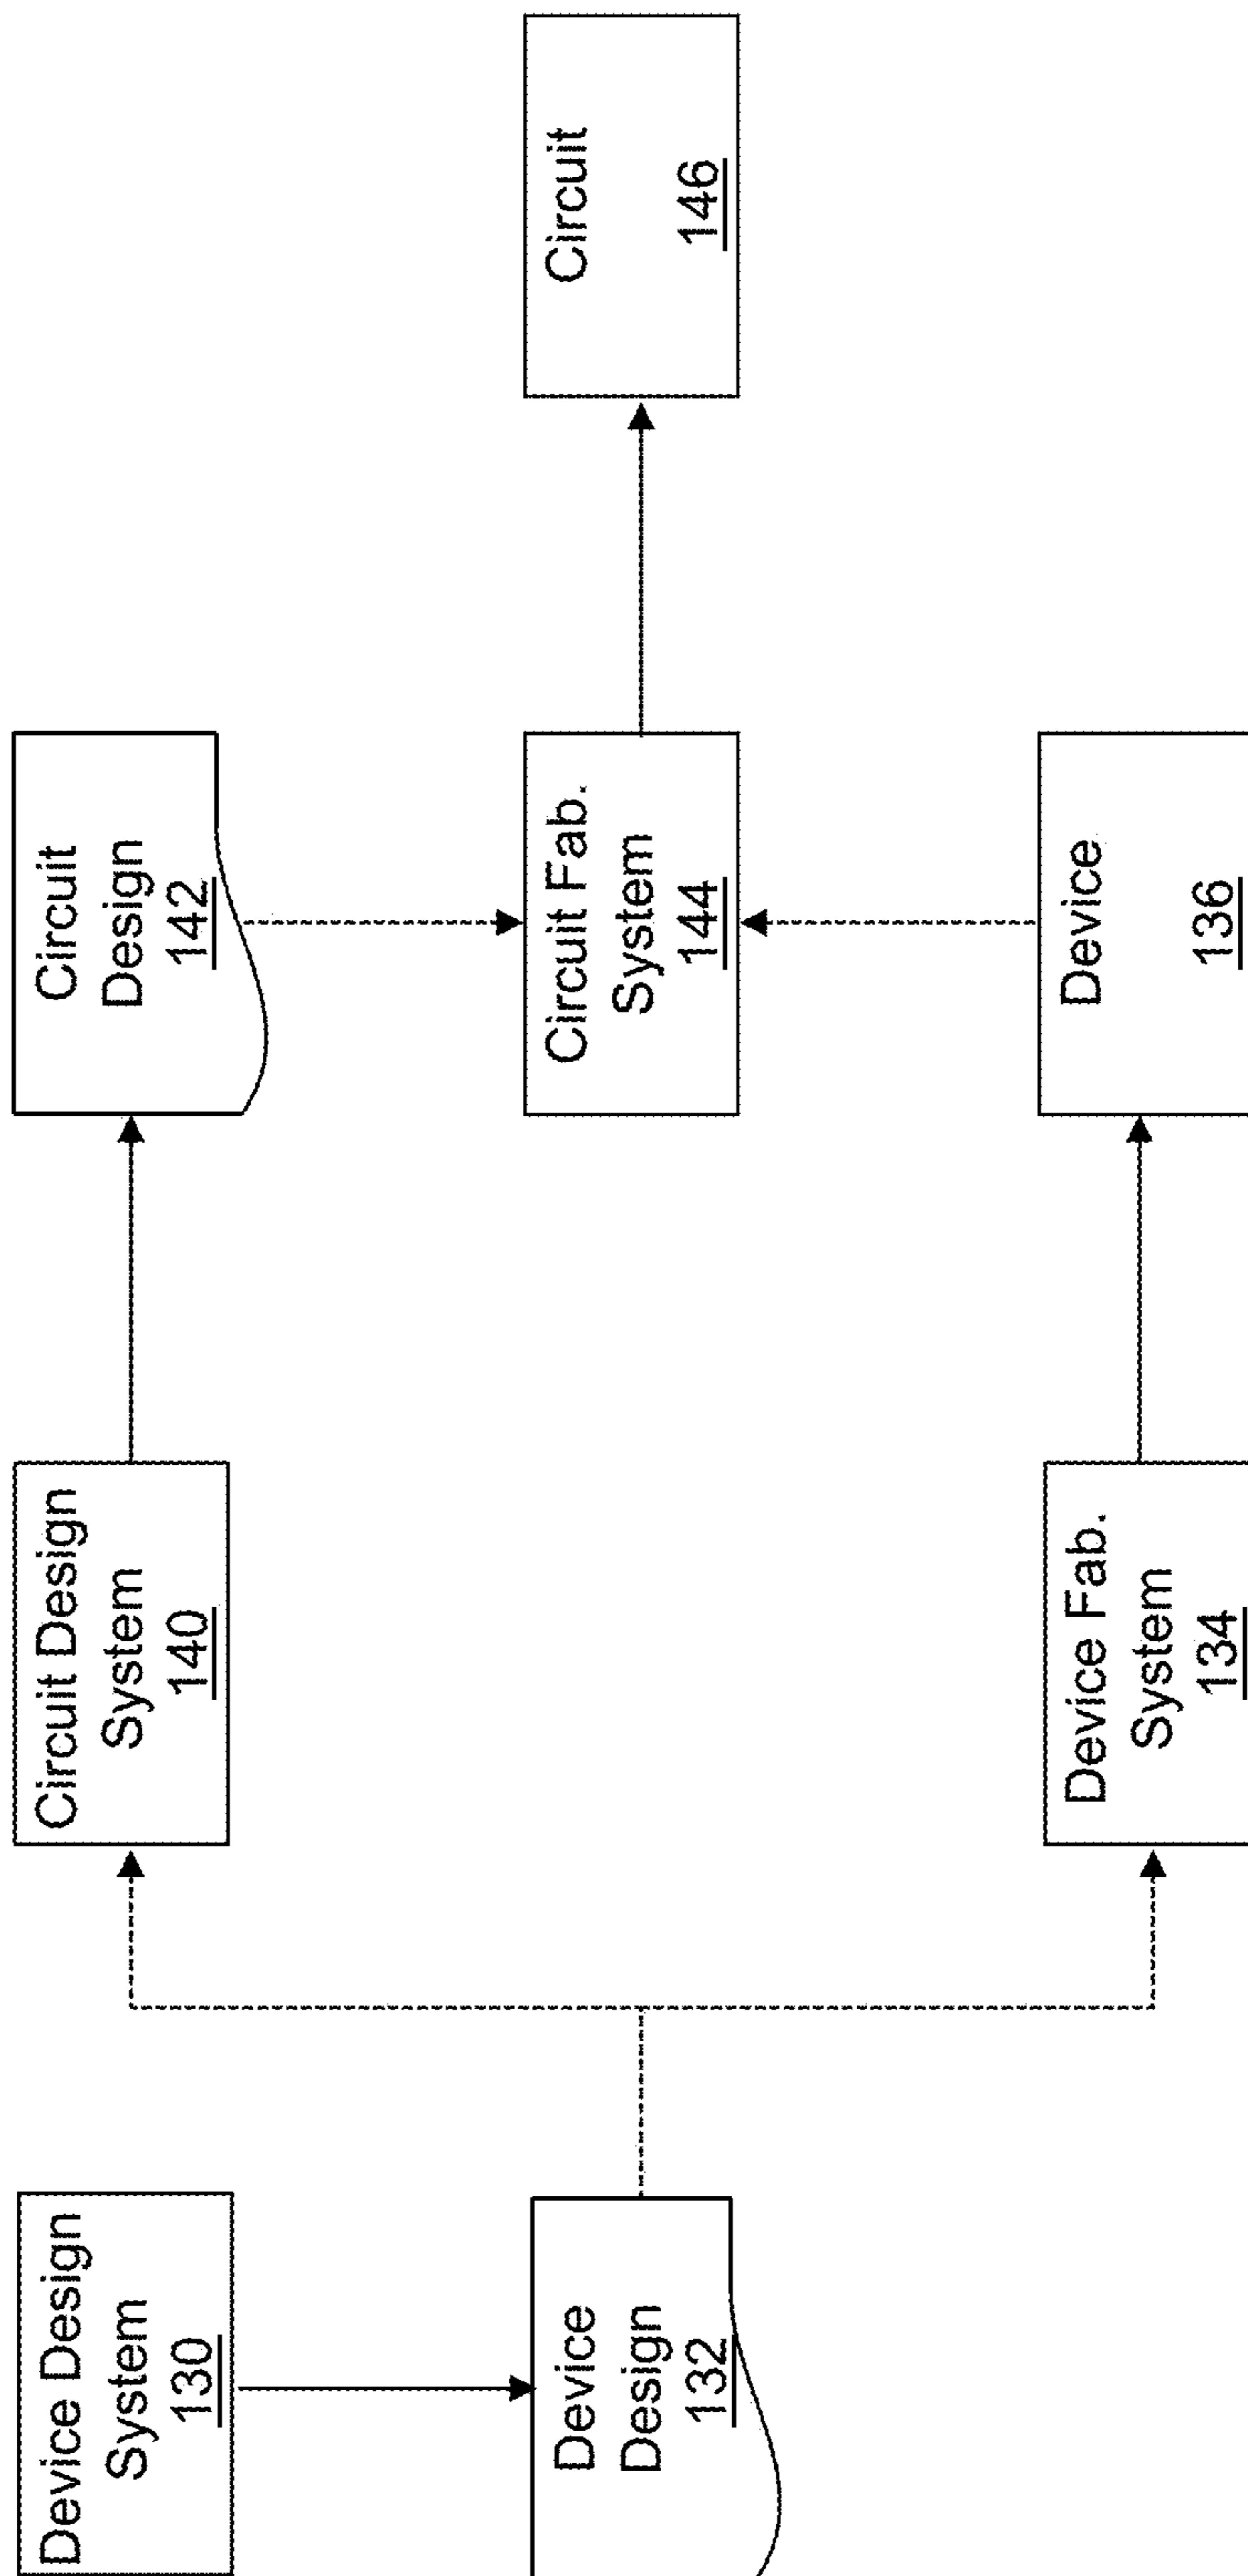 Device Design
System
130
Device
Design
132
Circuit Design
System
140
Device Fab.
System
134
Circuit
Design
142
Circuit Fab.
System
144
Device
136
Circuit
146